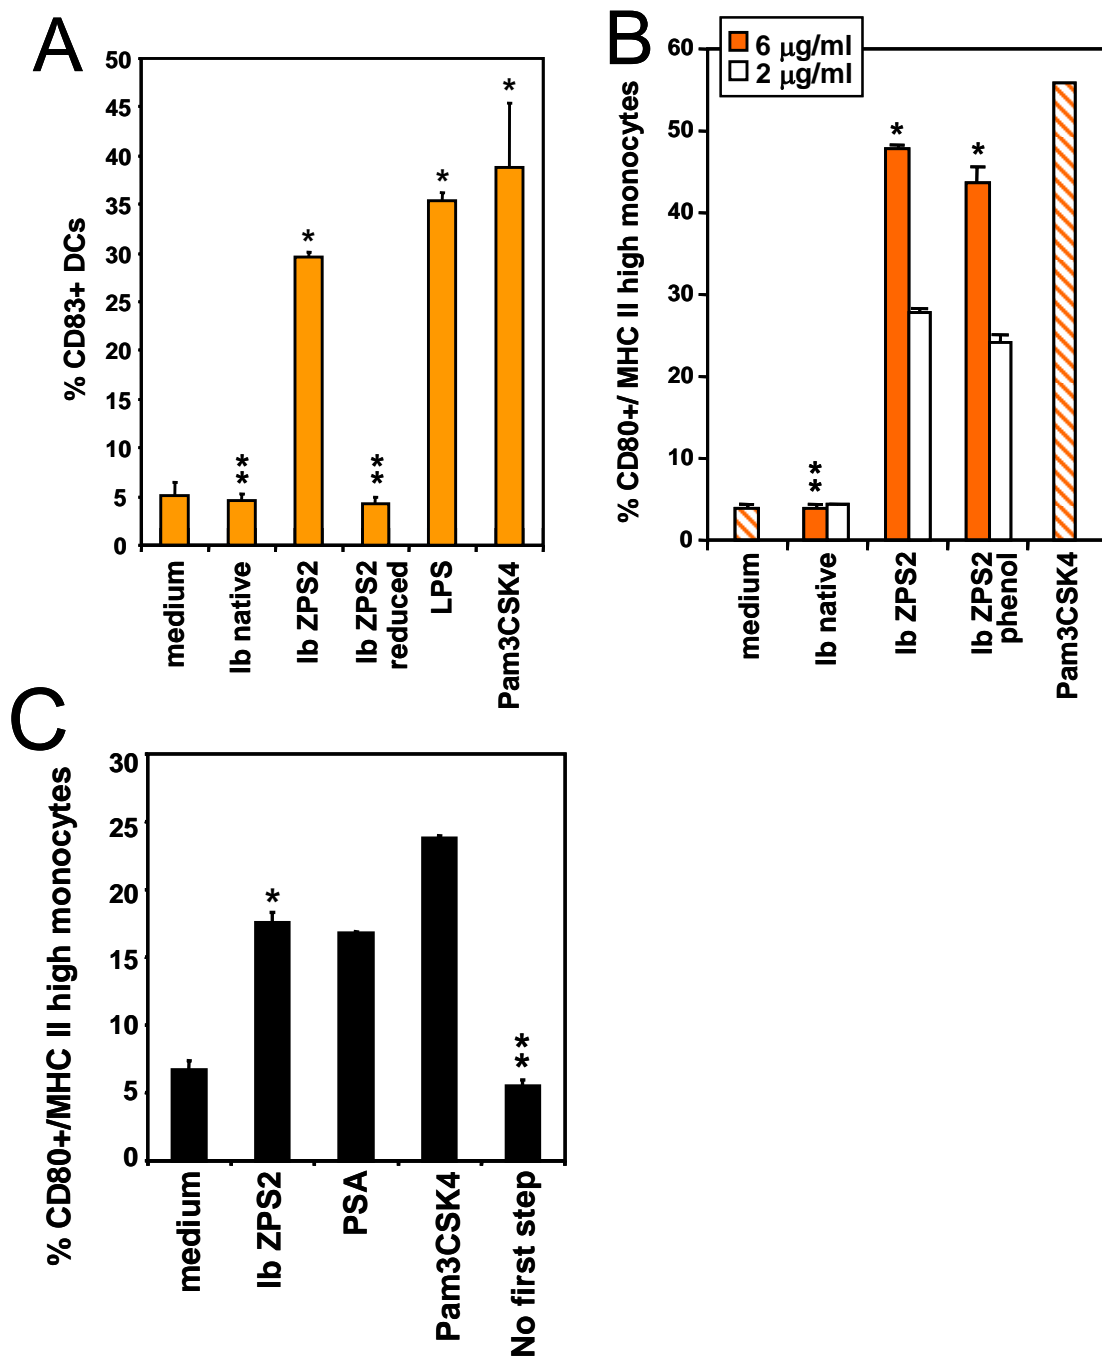 A
% CD83+ DCs
50
45
40
35
30
25
20
15
10
5
0
*
*
*
*
*
*
*
*
medium
Ib native
Ib ZPS2
Ib ZPS2
reduced
LPS
Pam3CSK4
B
6 µg/ml
2 µg/ml
% CD80+/ MHC II high monocytes
60
50
40
30
20
10
0
*
*
*
*
medium
Ib native
Ib ZPS2
Ib ZPS2
phenol
Pam3CSK4
C
% CD80+/MHC II high monocytes
30
25
20
15
10
5
0
*
*
*
medium
Ib ZPS2
PSA
Pam3CSK4
No first step